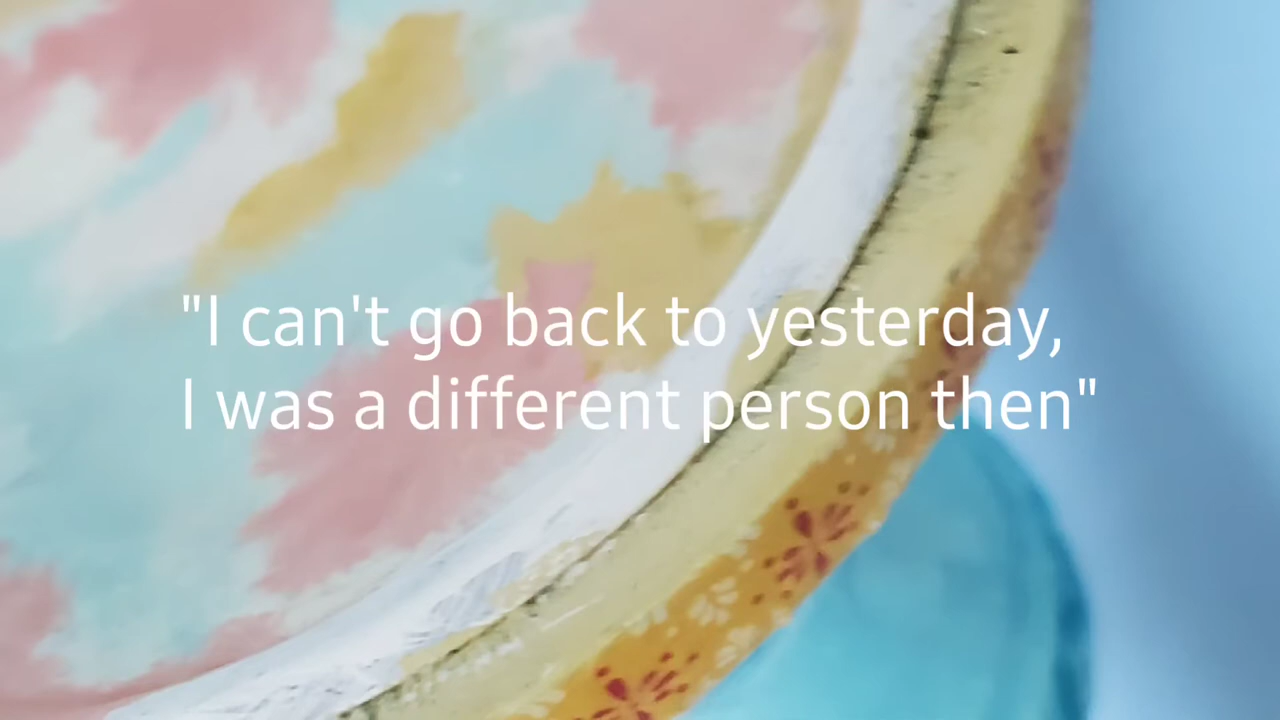 "I can't go back to yesterday,
I was a different person then"